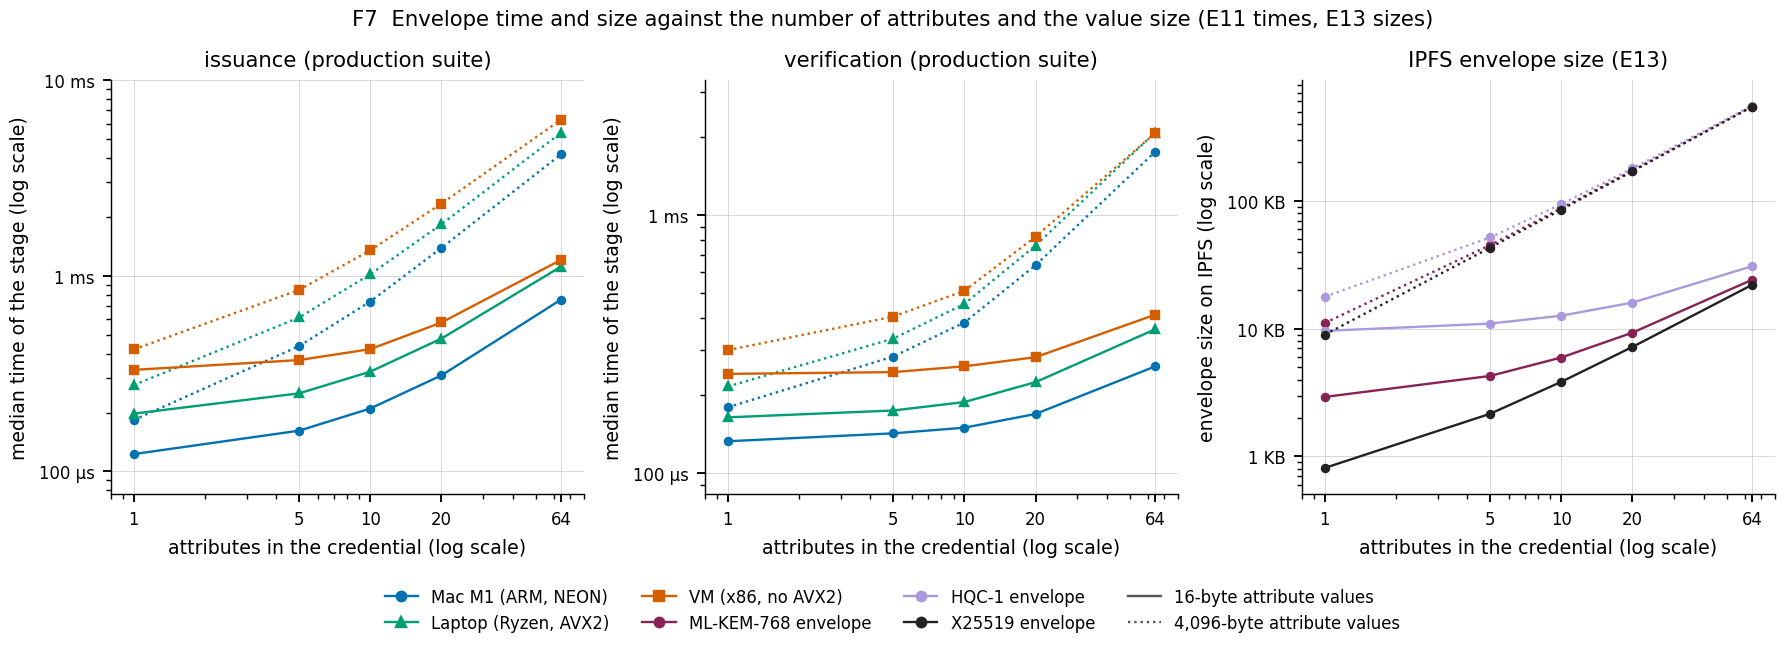 F7  Envelope time and size against the number of attributes and the value size (E11 times, E13 sizes)
issuance (production suite)
median time of the stage (log scale)
10 ms
1 ms
100 µs
1
5
10
20
64
attributes in the credential (log scale)
verification (production suite)
median time of the stage (log scale)
1 ms
100 µs
1
5
10
20
64
attributes in the credential (log scale)
IPFS envelope size (E13)
envelope size on IPFS (log scale)
100 KB
10 KB
1 KB
1
5
10
20
64
attributes in the credential (log scale)
Mac M1 (ARM, NEON)
Laptop (Ryzen, AVX2)
VM (x86, no AVX2)
ML-KEM-768 envelope
HQC-1 envelope
X25519 envelope
16-byte attribute values
4,096-byte attribute values